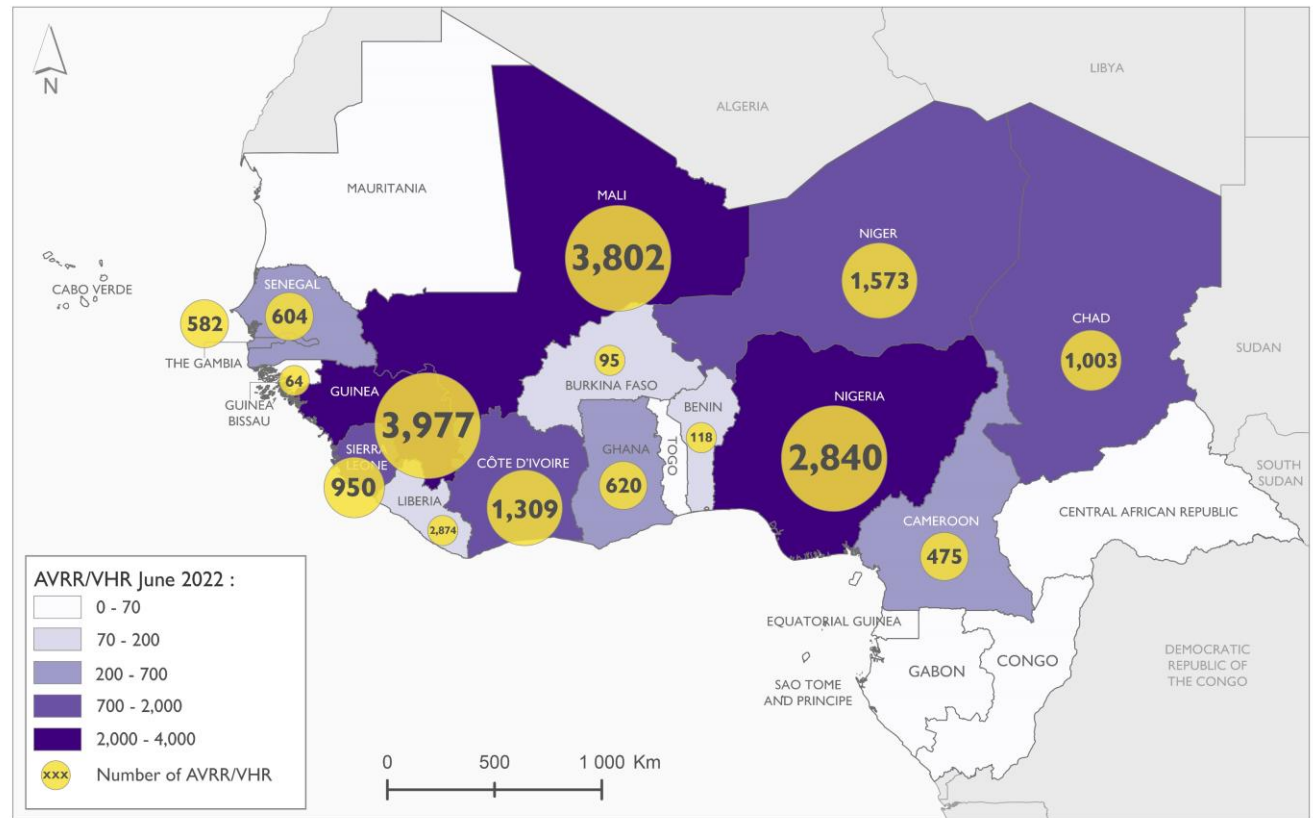 N
LIBYA
ALGERIA
MAURITANIA
MALI
3,802
NIGER
1,573
CABO VERDE
SENEGAL
604
582
THE GAMBIA
CHAD
1,003
SUDAN
95
BURKINA FASO
64
GUINEA
BISSAU
GUINEA
3,977
BENIN
118
NIGERIA
2,840
SIERRA
LEONE
950
CÔTE D'IVOIRE
1,309
GHANA
620
TOGO
LIBERIA
2,874
SOUTH
SUDAN
CENTRAL AFRICAN REPUBLIC
CAMEROON
475
EQUATORIAL GUINEA
SAO TOME
AND PRINCIPE
GABON
CONGO
DEMOCRATIC
REPUBLIC OF
THE CONGO
AVRR/VHR June 2022 :
0 - 70
70 - 200
200 - 700
700 - 2,000
2,000 - 4,000
xxx Number of AVRR/VHR
0 500 1 000 Km